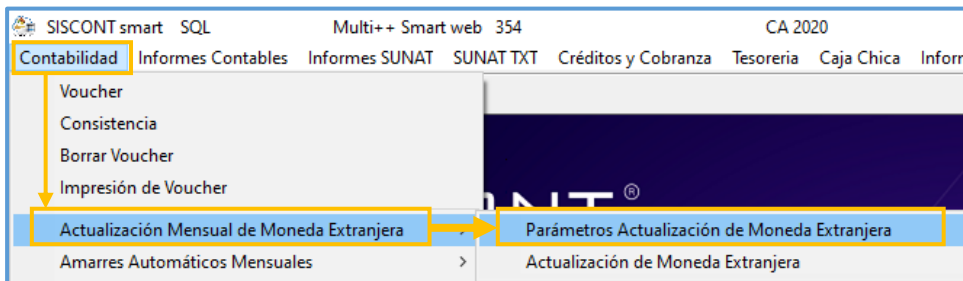 SISCONT smart SQL Multi++ Smart web 354 CA 2020
Contabilidad Informes Contables Informes SUNAT SUNAT TXT Créditos y Cobranza Tesoreria Caja Chica Inforr
Voucher
Consistencia
Borrar Voucher
Impresión de Voucher
Actualización Mensual de Moneda Extranjera > Parámetros Actualización de Moneda Extranjera
Amarres Automáticos Mensuales > Actualización de Moneda Extranjera